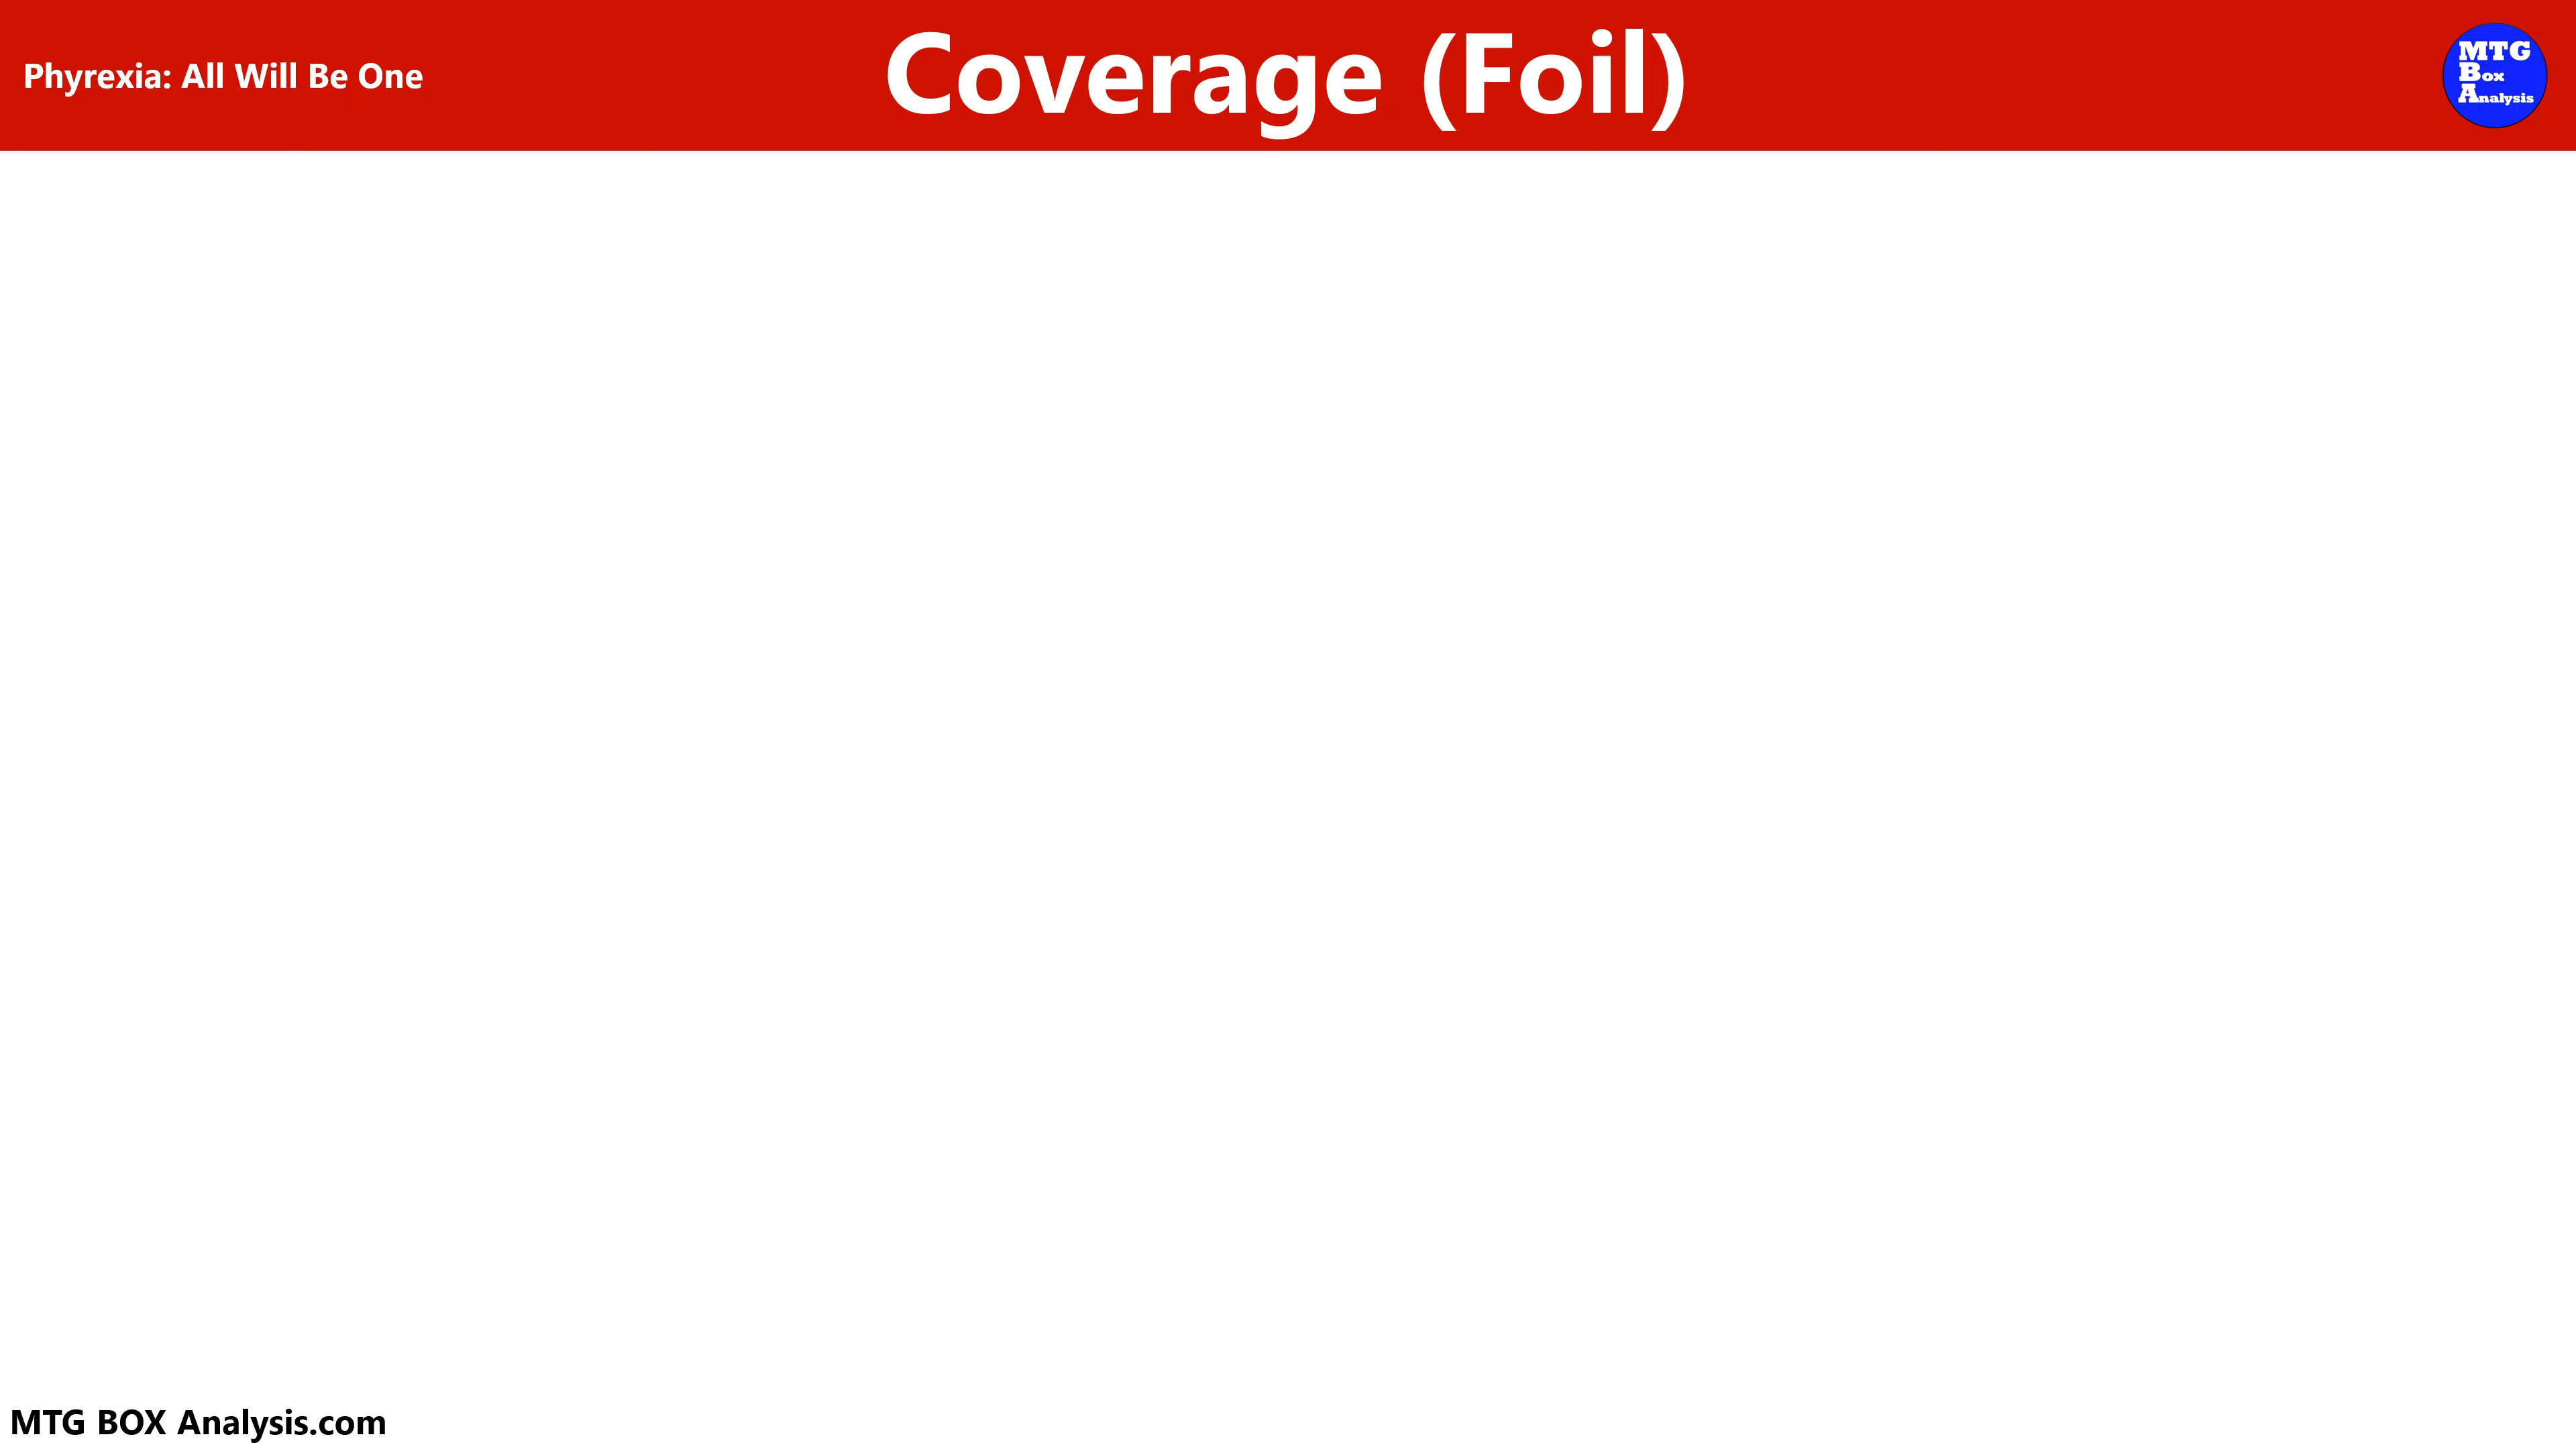 Phyrexia: All Will Be One
Coverage (Foil)
MTG
Box
Analysis
MTG BOX Analysis.com